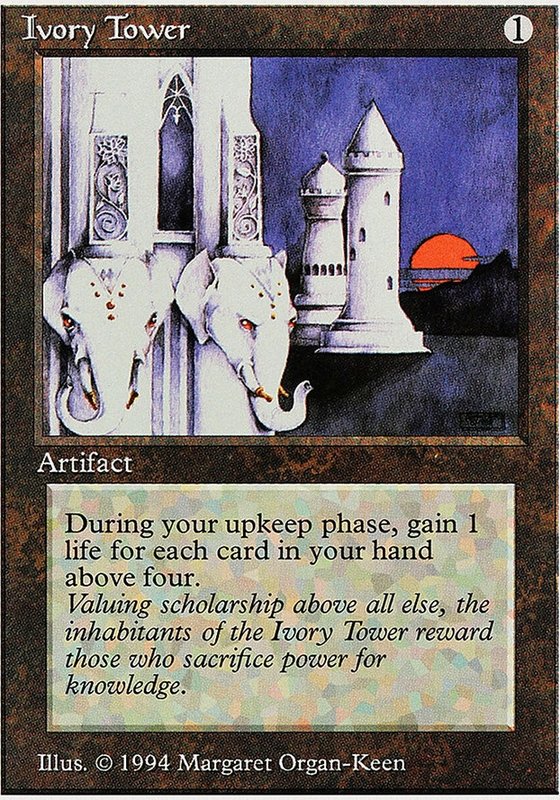 Ivory Tower
1
Artifact
During your upkeep phase, gain 1
life for each card in your hand
above four.
Valuing scholarship above all else, the
inhabitants of the Ivory Tower reward
those who sacrifice power for
knowledge.
Illus. © 1994 Margaret Organ-Keen